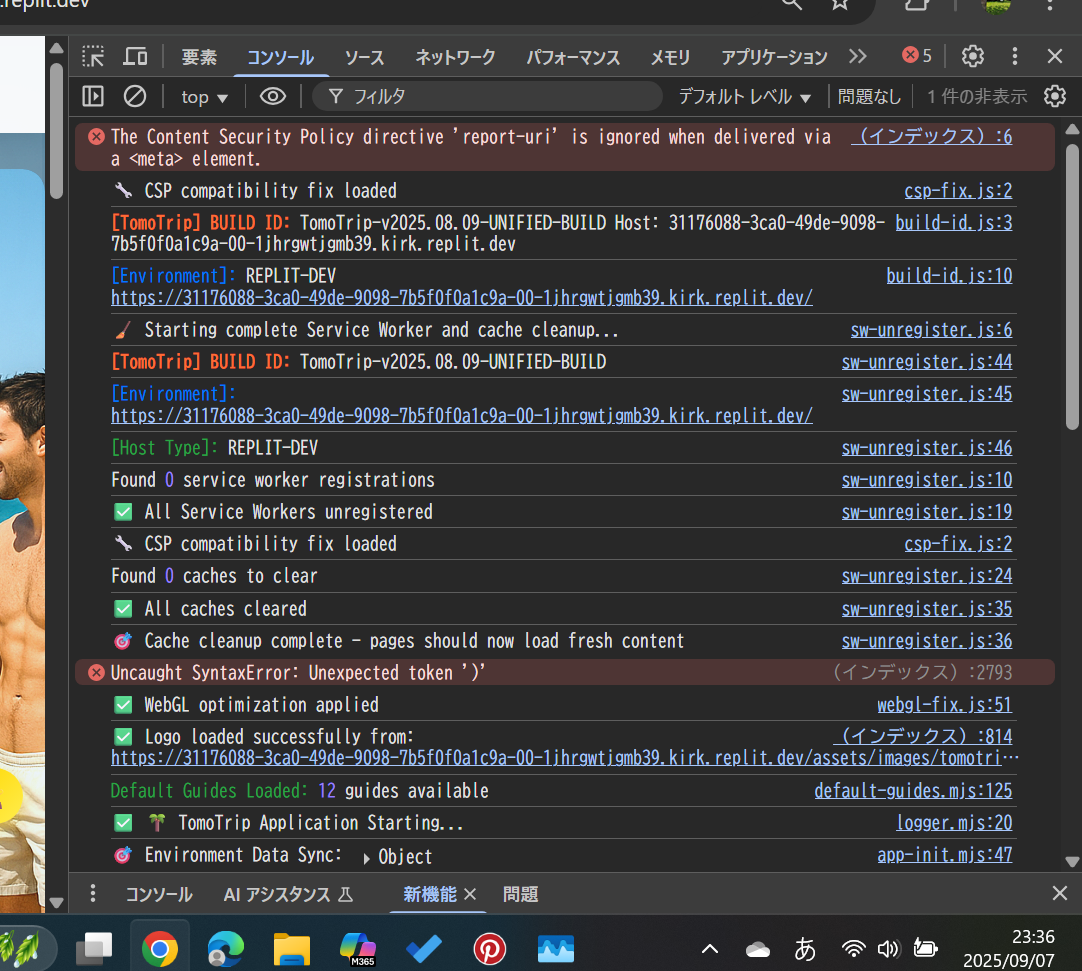 .replit.dev
要素 コンソール ソース ネットワーク パフォーマンス メモリ アプリケーション 5
top ▼ フィルタ デフォルト レベル ▼ 問題なし 1 件の非表示
The Content Security Policy directive 'report-uri' is ignored when delivered via (インデックス):6
a <meta> element.
CSP compatibility fix loaded csp-fix.js:2
[TomoTrip] BUILD ID: TomoTrip-v2025.08.09-UNIFIED-BUILD Host: 31176088-3ca0-49de-9098- build-id.js:3
7b5f0f0a1c9a-00-1jhrgwtjgmb39.kirk.replit.dev
[Environment]: REPLIT-DEV build-id.js:10
https://31176088-3ca0-49de-9098-7b5f0f0a1c9a-00-1jhrgwtjgmb39.kirk.replit.dev/
🧹 Starting complete Service Worker and cache cleanup... sw-unregister.js:6
[TomoTrip] BUILD ID: TomoTrip-v2025.08.09-UNIFIED-BUILD sw-unregister.js:44
[Environment]: sw-unregister.js:45
https://31176088-3ca0-49de-9098-7b5f0f0a1c9a-00-1jhrgwtjgmb39.kirk.replit.dev/
[Host Type]: REPLIT-DEV sw-unregister.js:46
Found 0 service worker registrations sw-unregister.js:10
✅ All Service Workers unregistered sw-unregister.js:19
🔧 CSP compatibility fix loaded csp-fix.js:2
Found 0 caches to clear sw-unregister.js:24
✅ All caches cleared sw-unregister.js:35
🎯 Cache cleanup complete - pages should now load fresh content sw-unregister.js:36
Uncaught SyntaxError: Unexpected token ')' (インデックス):2793
✅ WebGL optimization applied webgl-fix.js:51
✅ Logo loaded successfully from: (インデックス):814
https://31176088-3ca0-49de-9098-7b5f0f0a1c9a-00-1jhrgwtjgmb39.kirk.replit.dev/assets/images/tomotri…
Default Guides Loaded: 12 guides available default-guides.mjs:125
✅ 🌴 TomoTrip Application Starting... logger.mjs:20
🎯 Environment Data Sync: ▶ Object app-init.mjs:47
コンソール AI アシスタンス 新機能 × 問題
M365 あ 23:36
2025/09/07